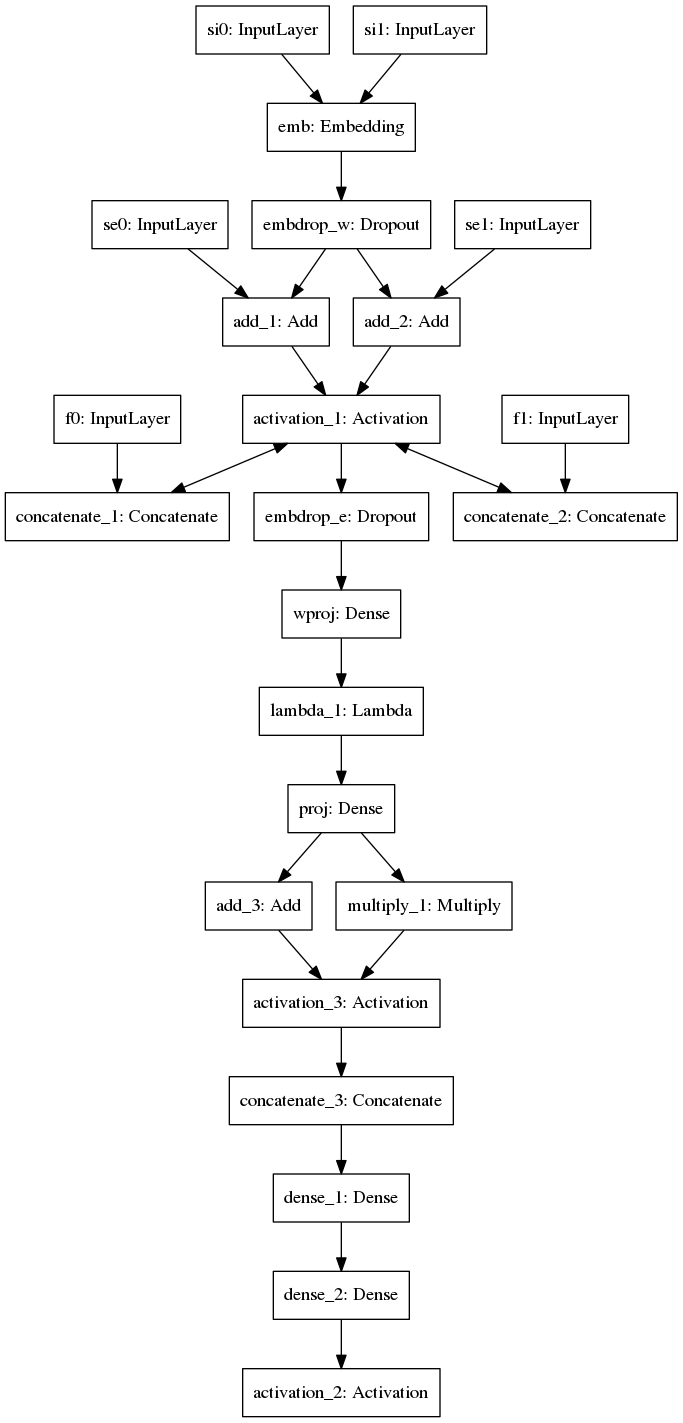 si0: InputLayer
si1: InputLayer
emb: Embedding
se0: InputLayer
embdrop_w: Dropout
se1: InputLayer
add_1: Add
add_2: Add
f0: InputLayer
activation_1: Activation
f1: InputLayer
concatenate_1: Concatenate
embdrop_e: Dropout
concatenate_2: Concatenate
wproj: Dense
lambda_1: Lambda
proj: Dense
add_3: Add
multiply_1: Multiply
activation_3: Activation
concatenate_3: Concatenate
dense_1: Dense
dense_2: Dense
activation_2: Activation